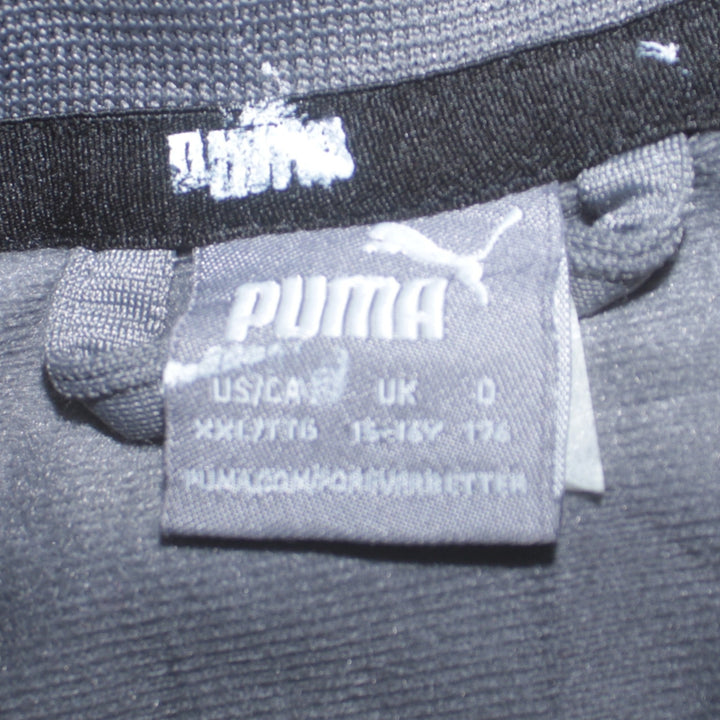 PUMA
PUMA
US/CA UK D
XXL/TTG 15-16Y 176
PUMA.COM/FOREVERBETTER